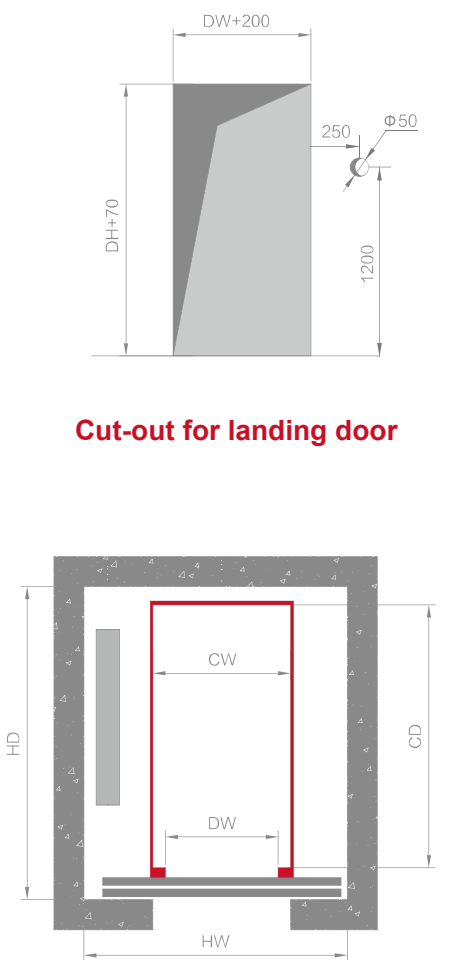 DW+200
250
Φ50
DH+70
1200
Cut-out for landing door
CW
HD
CD
DW
HW